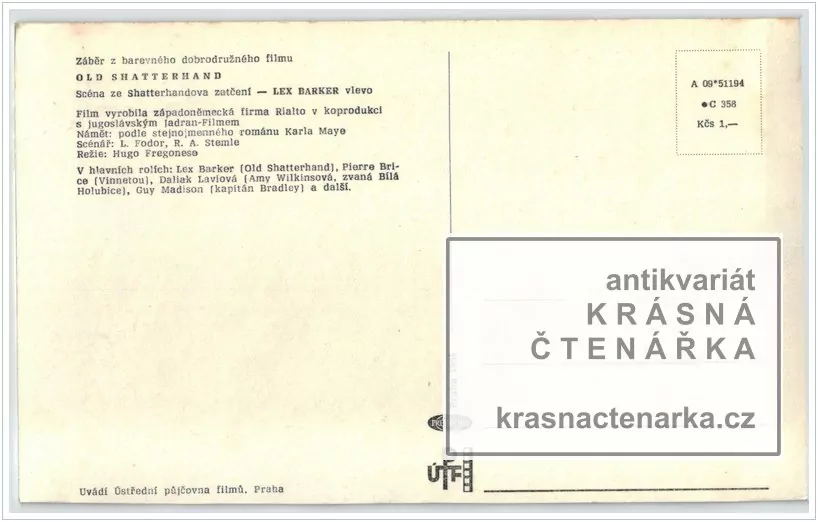 Záběr z barevného dobrodružného filmu
OLD SHATTERHAND
Scéna ze Shatterhandova zatčení — LEX BARKER vlevo
Film vyrobila západoněmecká firma Rialto v koprodukci
s jugoslávským Jadran-Filmem
Námět: podle stejnojmenného románu Karla Maye
Scénář: L. Fodor, R. A. Stemle
Režie: Hugo Fregonese
V hlavních rolích: Lex Barker (Old Shatterhand), Pierre Bri-
ce (Vinnetou), Daliak Laviová (Amy Wilkinsová, zvaná Bílá
Holubice), Guy Madison (kapitán Bradley) a další.
Uvádí Ústřední půjčovna filmů, Praha
A 09*51194
●C 358
Kčs 1,—
antikvariát
KRÁSNÁ
ČTENÁŘKA
krasnactenarka.cz
ÚPF